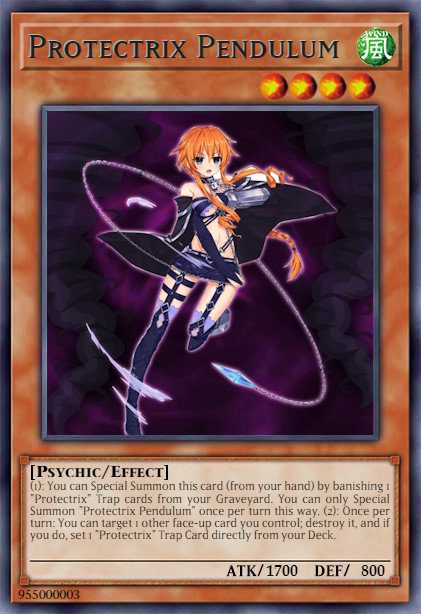 Protectrix Pendulum
WIND
風
[Psychic/Effect]
(1): You can Special Summon this card (from your hand) by banishing 1
"Protectrix" Trap cards from your Graveyard. You can only Special
Summon "Protectrix Pendulum" once per turn this way. (2): Once per
turn: You can target 1 other face-up card you control; destroy it, and if
you do, set 1 "Protectrix" Trap Card directly from your Deck.
ATK/1700 DEF/ 800
955000003